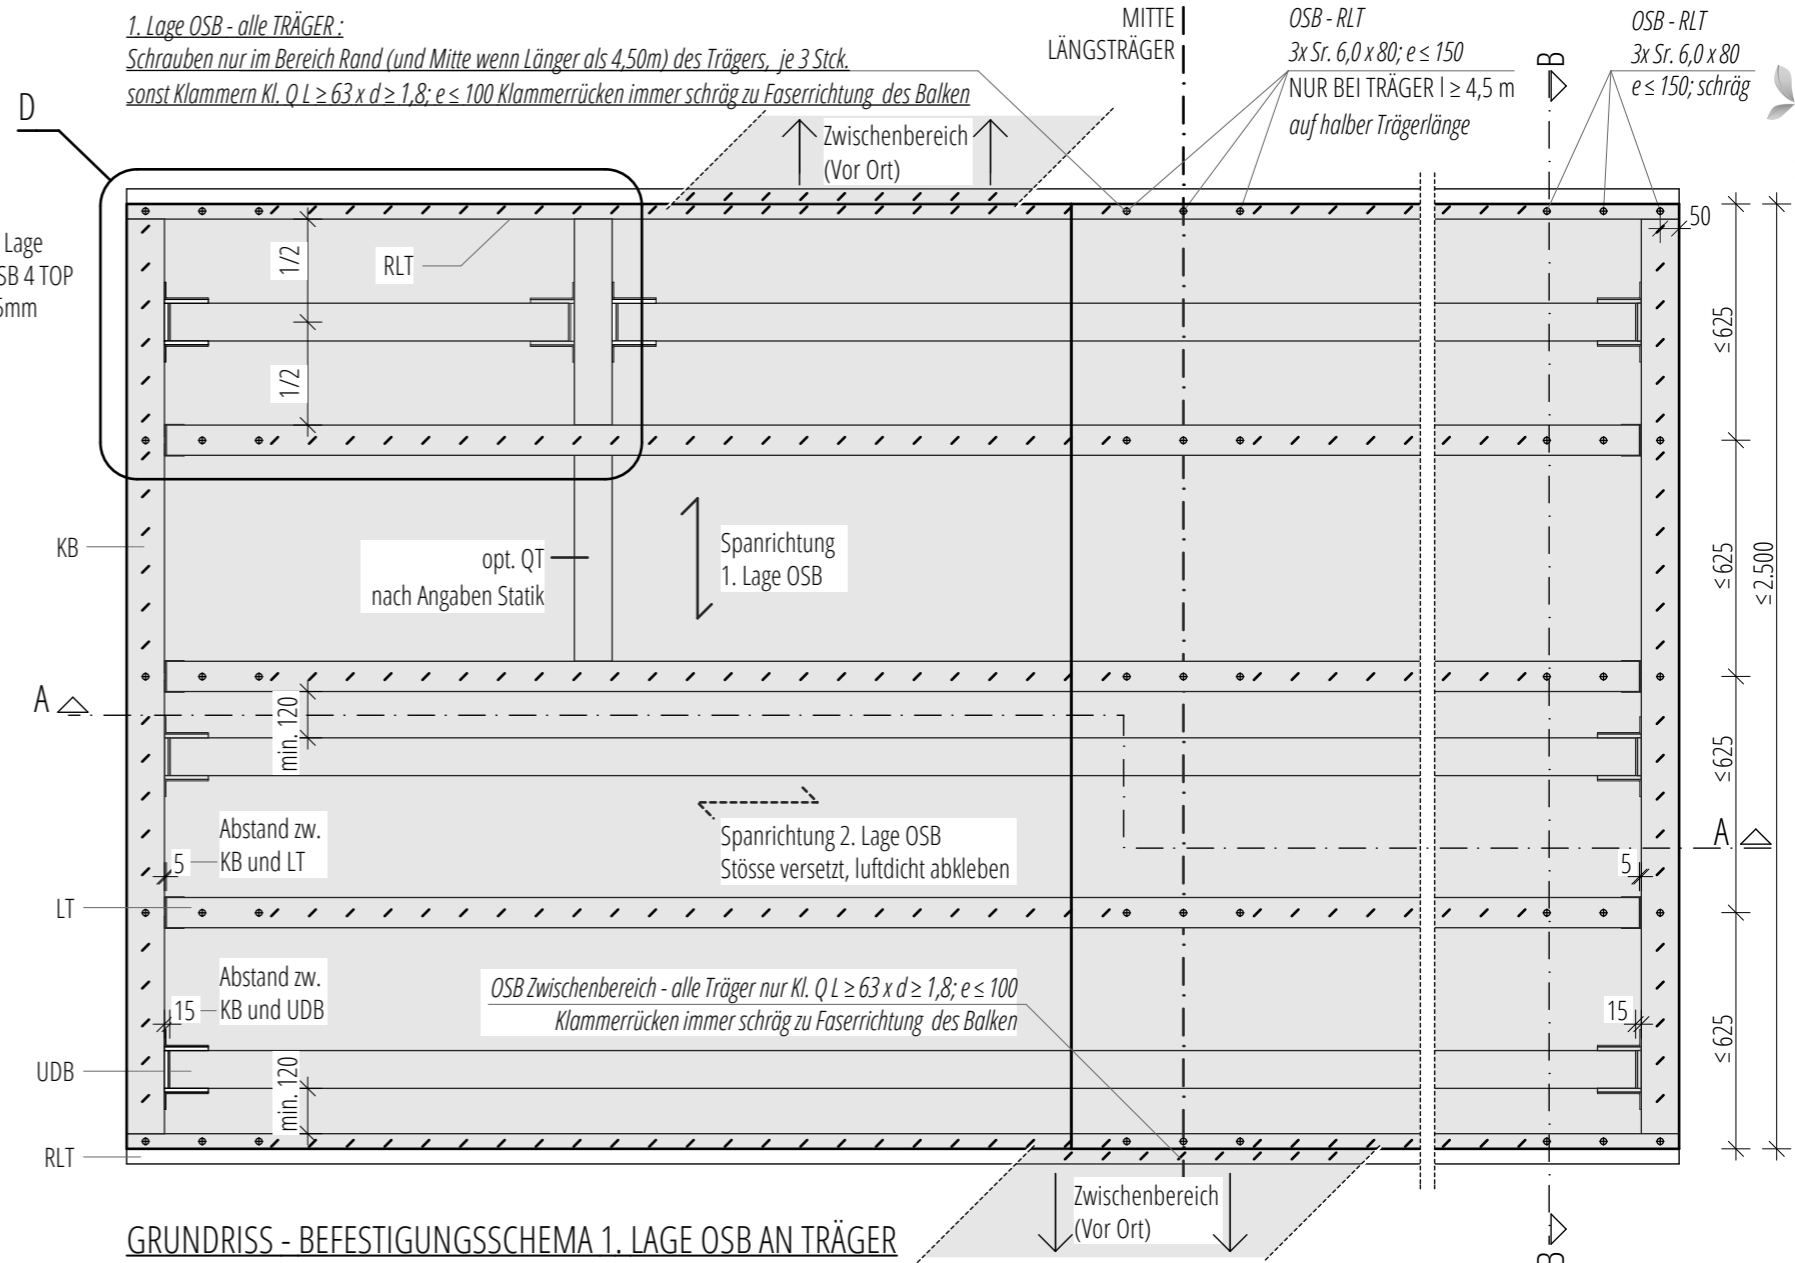 1. Lage OSB - alle TRÄGER :
Schrauben nur im Bereich Rand (und Mitte wenn Länger als 4,50m) des Trägers, je 3 Stck.
sonst Klammern Kl. Q L ≥ 63 x d ≥ 1,8; e ≤ 100 Klammerrücken immer schräg zu Faserrichtung des Balken
MITTE
LÄNGSTRÄGER
OSB - RLT
3x Sr. 6,0 x 80; e ≤ 150
NUR BEI TRÄGER l ≥ 4,5 m
auf halber Trägerlänge
B
OSB - RLT
3x Sr. 6,0 x 80
e ≤ 150; schräg
D
Zwischenbereich
(Vor Ort)
50
Lage
SB 4 TOP
5mm
1/2
RLT
1/2
≤ 625
KB
opt. QT
nach Angaben Statik
Spanrichtung
1. Lage OSB
≤ 625
≤ 2.500
A
min. 120
≤ 625
Spanrichtung 2. Lage OSB
Stösse versetzt, luftdicht abkleben
A
Abstand zw.
KB und LT
5
5
LT
Abstand zw.
KB und UDB
15
OSB Zwischenbereich - alle Träger nur Kl. Q L ≥ 63 x d ≥ 1,8; e ≤ 100
Klammerrücken immer schräg zu Faserrichtung des Balken
15
≤ 625
UDB
min. 120
RLT
Zwischenbereich
(Vor Ort)
B
GRUNDRISS - BEFESTIGUNGSSCHEMA 1. LAGE OSB AN TRÄGER